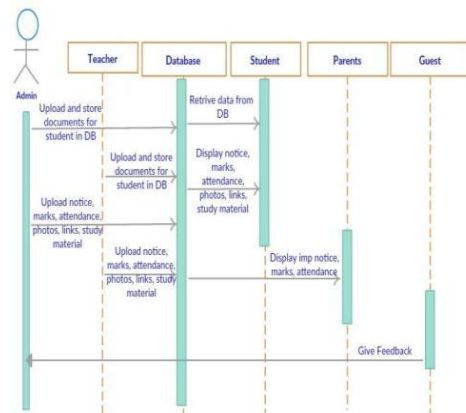 Teacher
Database
Student
Parents
Guest
Admin
Upload and store
documents for
student in DB
Retrive data from
DB
Upload and store
documents for
student in DB
Display notice,
marks,
attendance,
photos, links,
study material
Upload notice,
marks, attendance,
photos, links, study
material
Upload notice,
marks, attendance,
photos, links, study
material
Display imp notice,
marks, attendance
Give Feedback